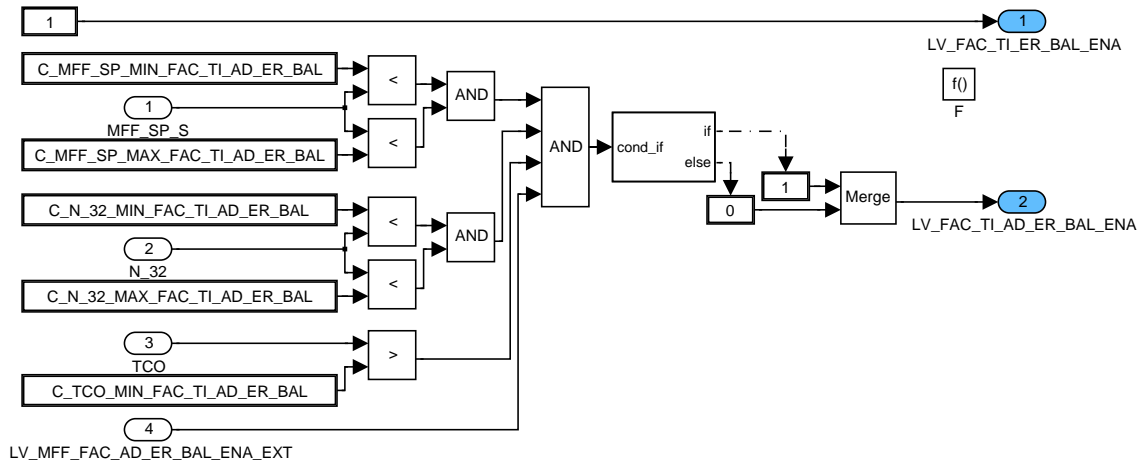 1
1
LV_FAC_TI_ER_BAL_ENA
C_MFF_SP_MIN_FAC_TI_AD_ER_BAL
<
AND
f()
F
1
MFF_SP_S
<
C_MFF_SP_MAX_FAC_TI_AD_ER_BAL
AND
cond_if
if
else
1
0
Merge
2
LV_FAC_TI_AD_ER_BAL_ENA
C_N_32_MIN_FAC_TI_AD_ER_BAL
<
AND
2
N_32
<
C_N_32_MAX_FAC_TI_AD_ER_BAL
3
TCO
>
C_TCO_MIN_FAC_TI_AD_ER_BAL
4
LV_MFF_FAC_AD_ER_BAL_ENA_EXT